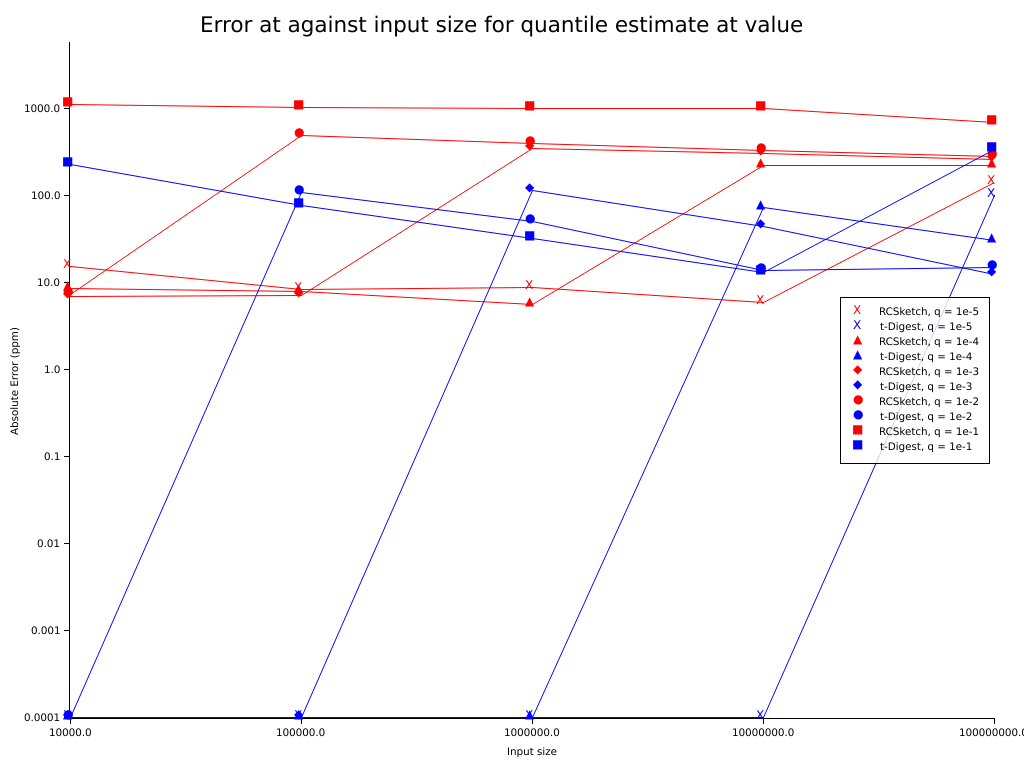 Error at against input size for quantile estimate at value
1000.0
100.0
10.0
1.0
0.1
0.01
0.001
0.0001
Absolute Error (ppm)
RCSketch, q = 1e-5
t-Digest, q = 1e-5
RCSketch, q = 1e-4
t-Digest, q = 1e-4
RCSketch, q = 1e-3
t-Digest, q = 1e-3
RCSketch, q = 1e-2
t-Digest, q = 1e-2
RCSketch, q = 1e-1
t-Digest, q = 1e-1
10000.0 100000.0 1000000.0 10000000.0 100000000.0
Input size